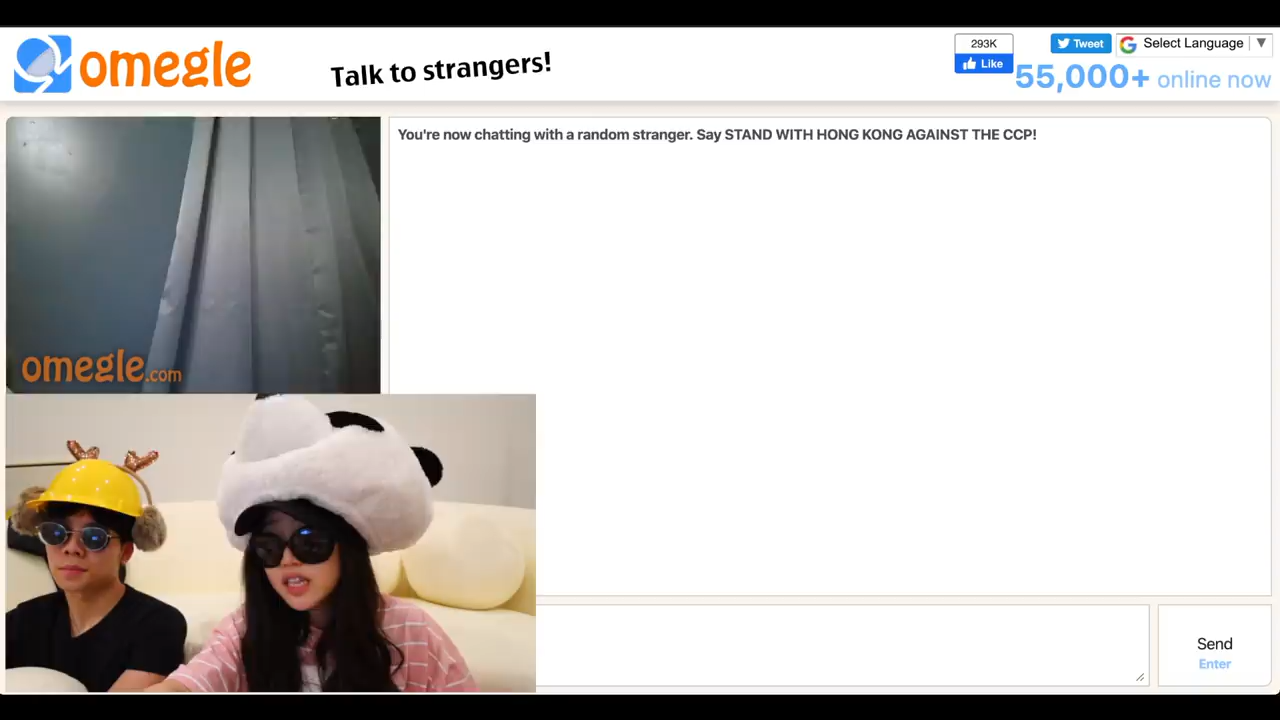 omegle
Talk to strangers!
293K
Like
Tweet
Select Language
55,000+ online now
You're now chatting with a random stranger. Say STAND WITH HONG KONG AGAINST THE CCP!
omegle.com
Send
Enter